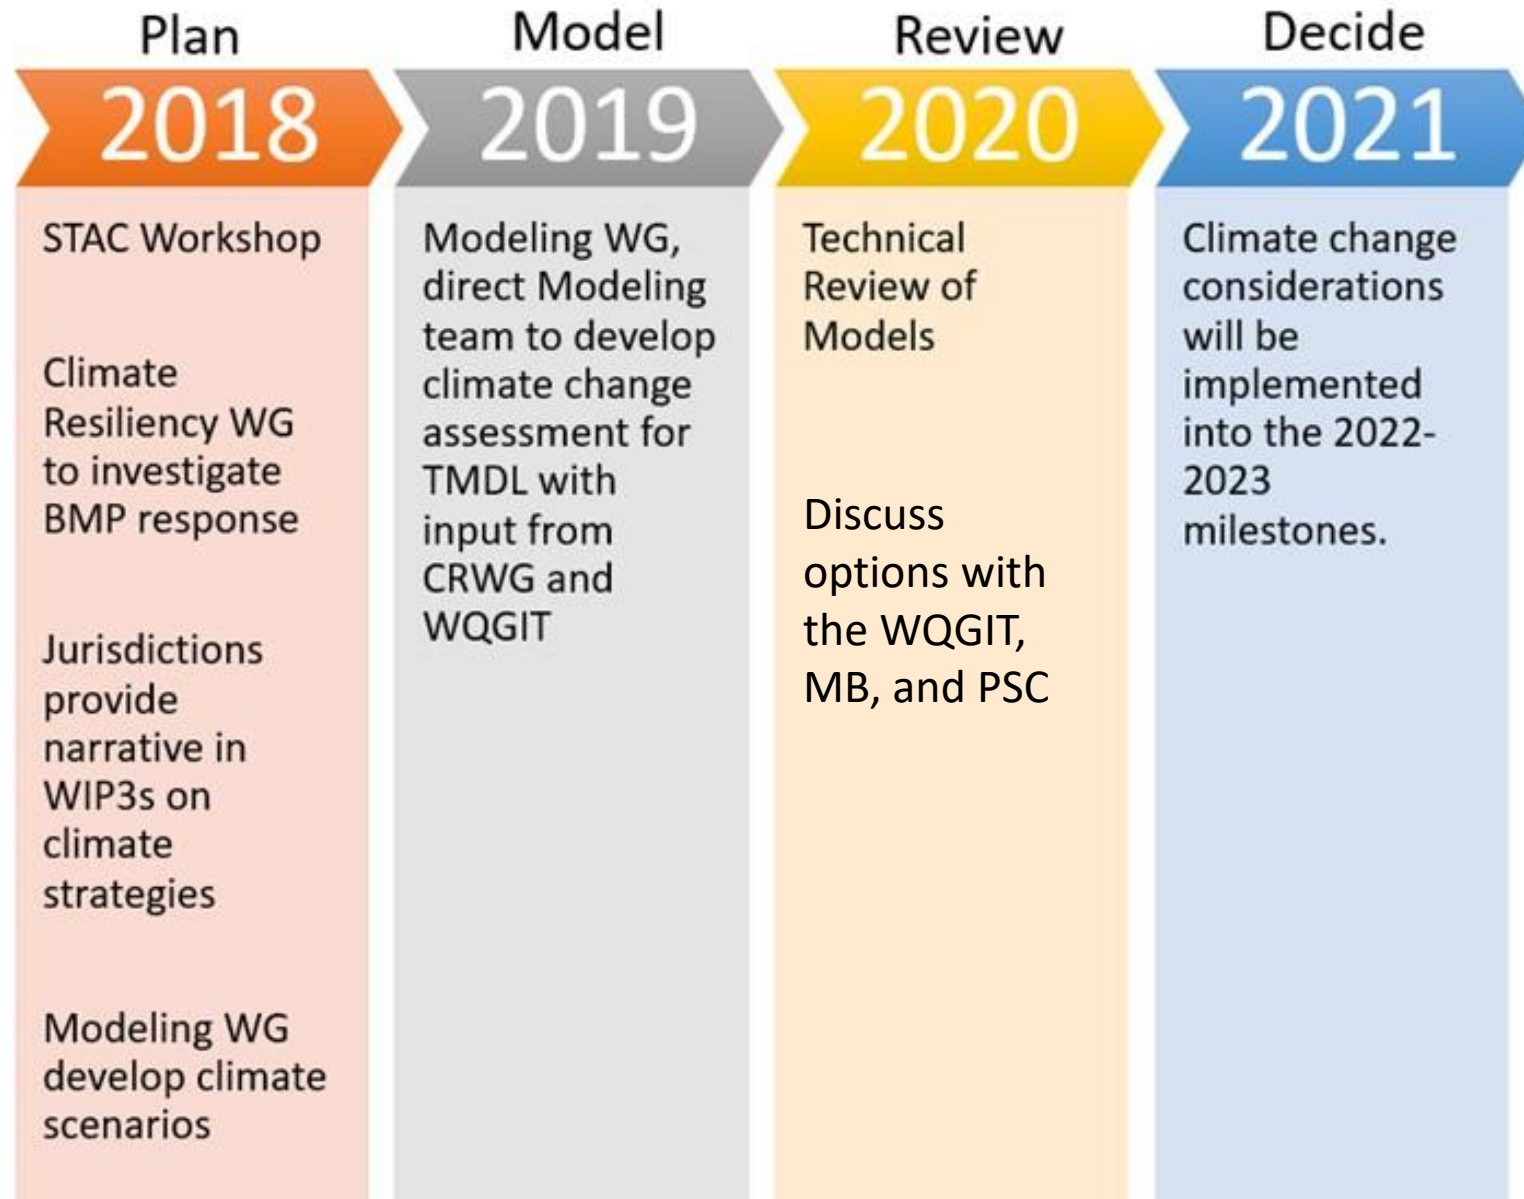 Plan
2018
STAC Workshop
Climate
Resiliency WG
to investigate
BMP response
Jurisdictions
provide
narrative in
WIP3s on
climate
strategies
Modeling WG
develop climate
scenarios
Model
2019
Modeling WG,
direct Modeling
team to develop
climate change
assessment for
TMDL with
input from
CRWG and
WQGIT
Review
2020
Technical
Review of
Models
Discuss
options with
the WQGIT,
MB, and PSC
Decide
2021
Climate change
considerations
will be
implemented
into the 2022-
2023
milestones.